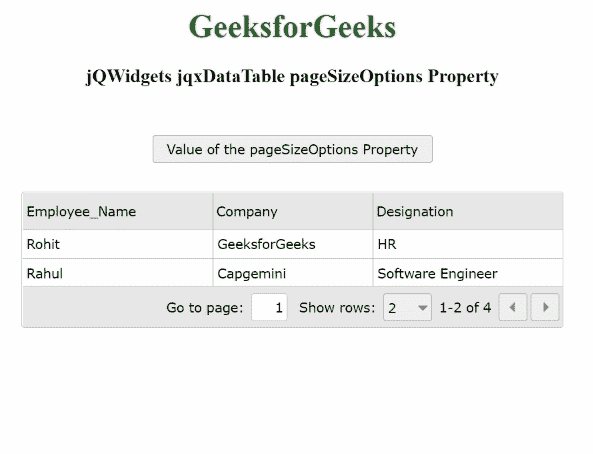 GeeksforGeeks
jQWidgets jqxDataTable pageSizeOptions Property
Value of the pageSizeOptions Property
Employee_Name Company Designation
Rohit GeeksforGeeks HR
Rahul Capgemini Software Engineer
Go to page: 1 Show rows: 2 1-2 of 4